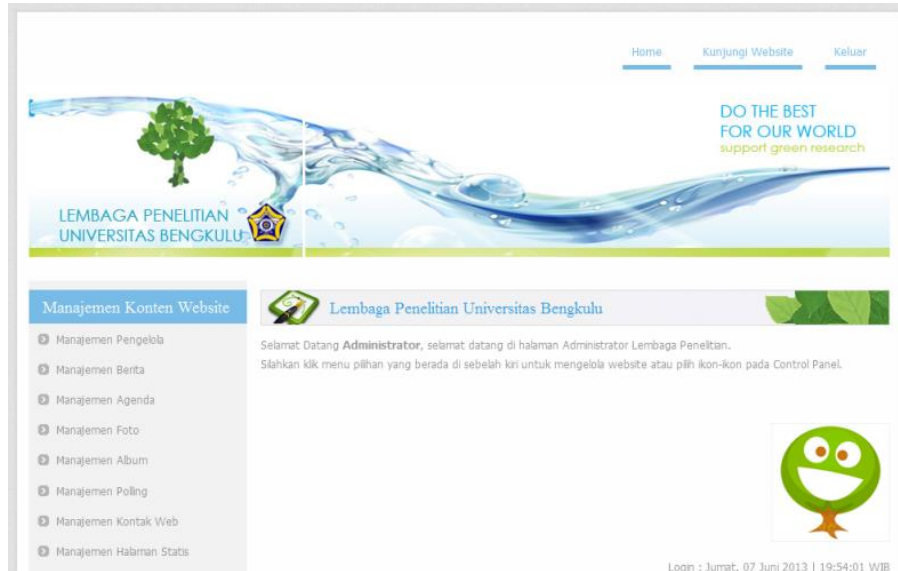 Home Kunjungi Website Keluar
DO THE BEST
FOR OUR WORLD
support green research
LEMBAGA PENELITIAN
UNIVERSITAS BENGKULU
Manajemen Konten Website
Manajemen Pengelola
Manajemen Berita
Manajemen Agenda
Manajemen Foto
Manajemen Album
Manajemen Polling
Manajemen Kontak Web
Manajemen Halaman Statis
Lembaga Penelitian Universitas Bengkulu
Selamat Datang Administrator, selamat datang di halaman Administrator Lembaga Penelitian.
Silahkan klik menu pilihan yang berada di sebelah kiri untuk mengelola website atau pilih ikon-ikon pada Control Panel.
Login : Jumat, 07 Juni 2013 | 19:54:01 WIB